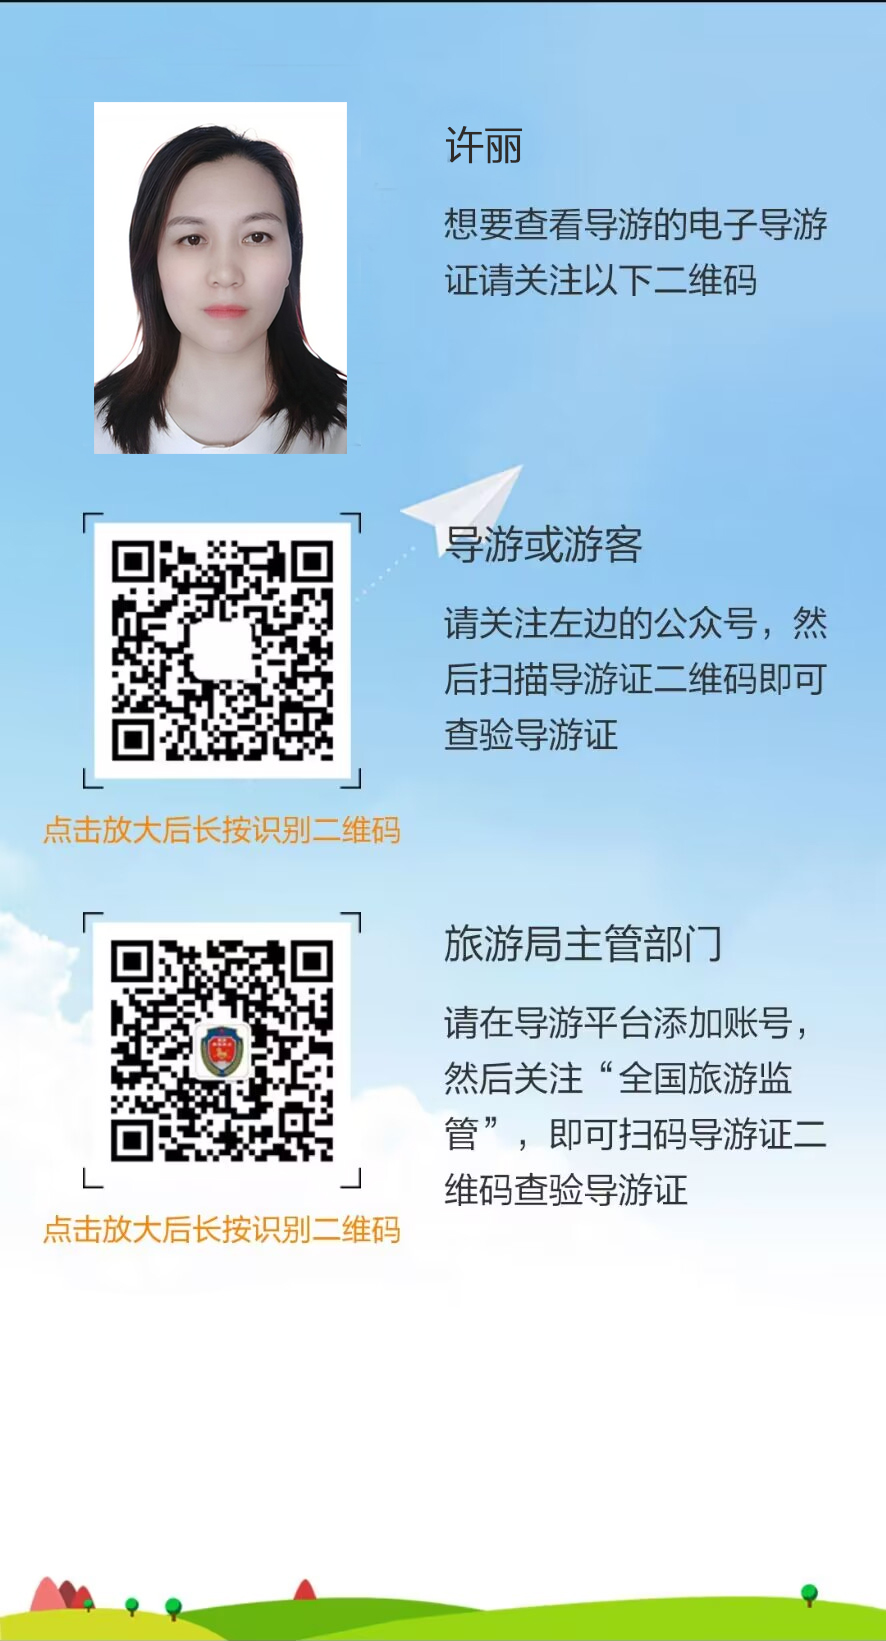 许丽
想要查看导游的电子导游
证请关注以下二维码
导游或游客
请关注左边的公众号，然
后扫描导游证二维码即可
查验导游证
点击放大后长按识别二维码
旅游局主管部门
请在导游平台添加账号，
然后关注“全国旅游监
管”，即可扫码导游证二
维码查验导游证
点击放大后长按识别二维码